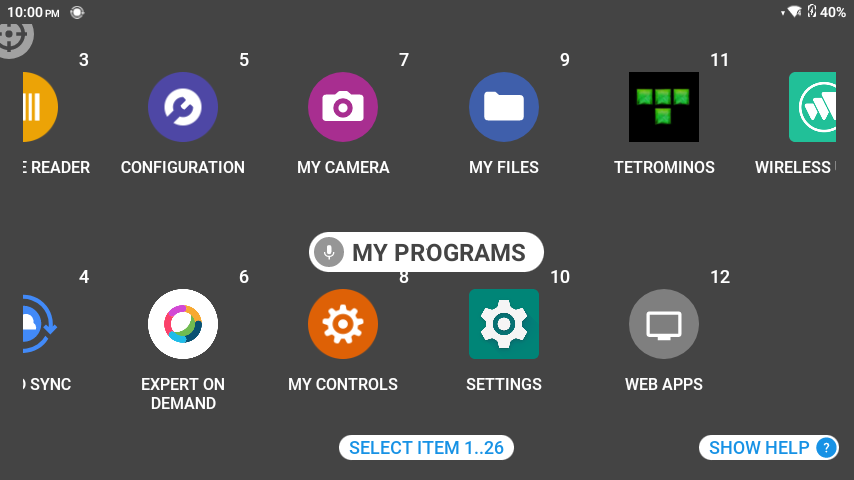 10:00 PM
40%
3
5
7
9
11
E READER
CONFIGURATION
MY CAMERA
MY FILES
TETROMINOS
WIRELESS
MY PROGRAMS
4
6
8
10
12
SYNC
EXPERT ON
DEMAND
MY CONTROLS
SETTINGS
WEB APPS
SELECT ITEM 1..26
SHOW HELP ?